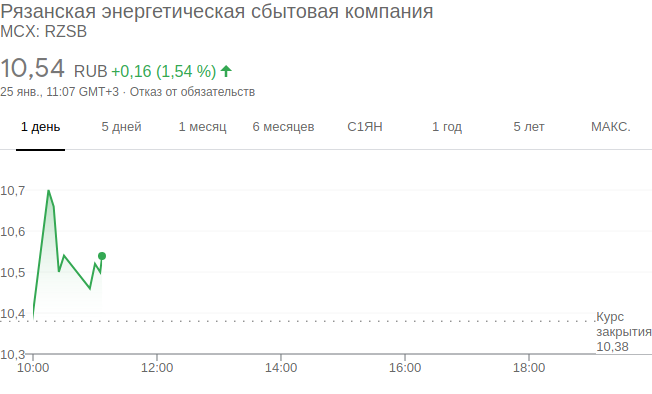 Рязанская энергетическая сбытовая компания
MCX: RZSB
10,54 RUB +0,16 (1,54 %)
25 янв., 11:07 GMT+3 · Отказ от обязательств
1 день 5 дней 1 месяц 6 месяцев С1ЯН 1 год 5 лет МАКС.
10,7
10,6
10,5
10,4
Курс
закрытия
10,38
10,3
10:00 12:00 14:00 16:00 18:00